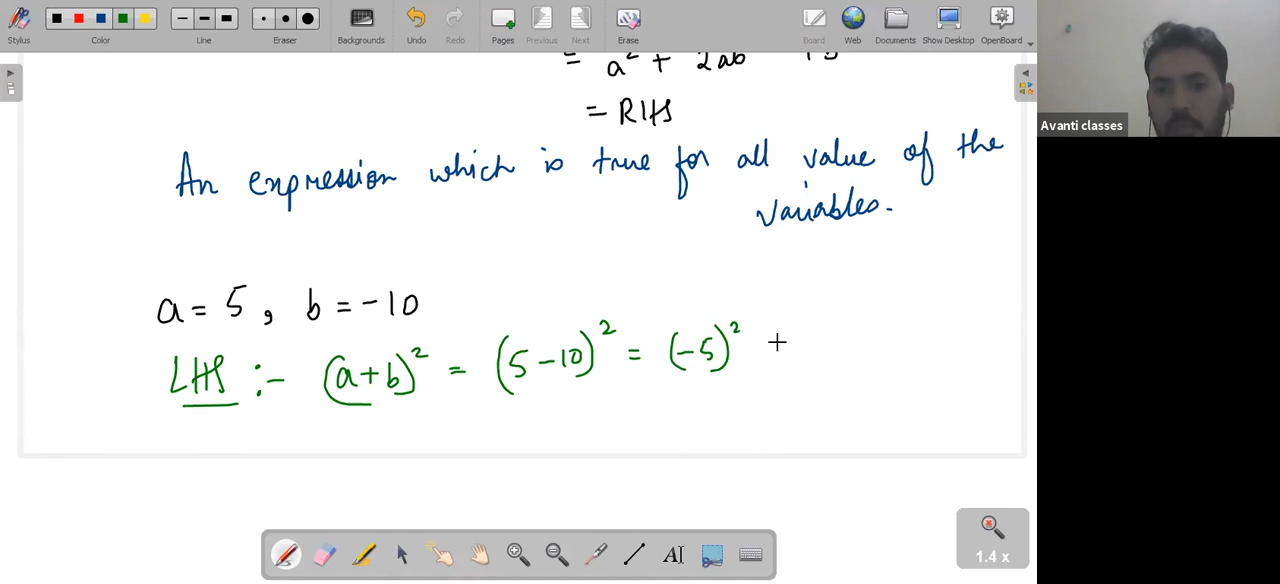 Stylus Color Line Eraser Backgrounds Undo Redo Pages Previous Next Erase Board Web Documents Show Desktop OpenBoard
= a² + 2ab
= RHS
Avanti classes
An expression which is true for all value of the
variables.
a = 5 , b = -10
LHS :- (a+b)² = (5-10)² = (-5)²
1.4 x